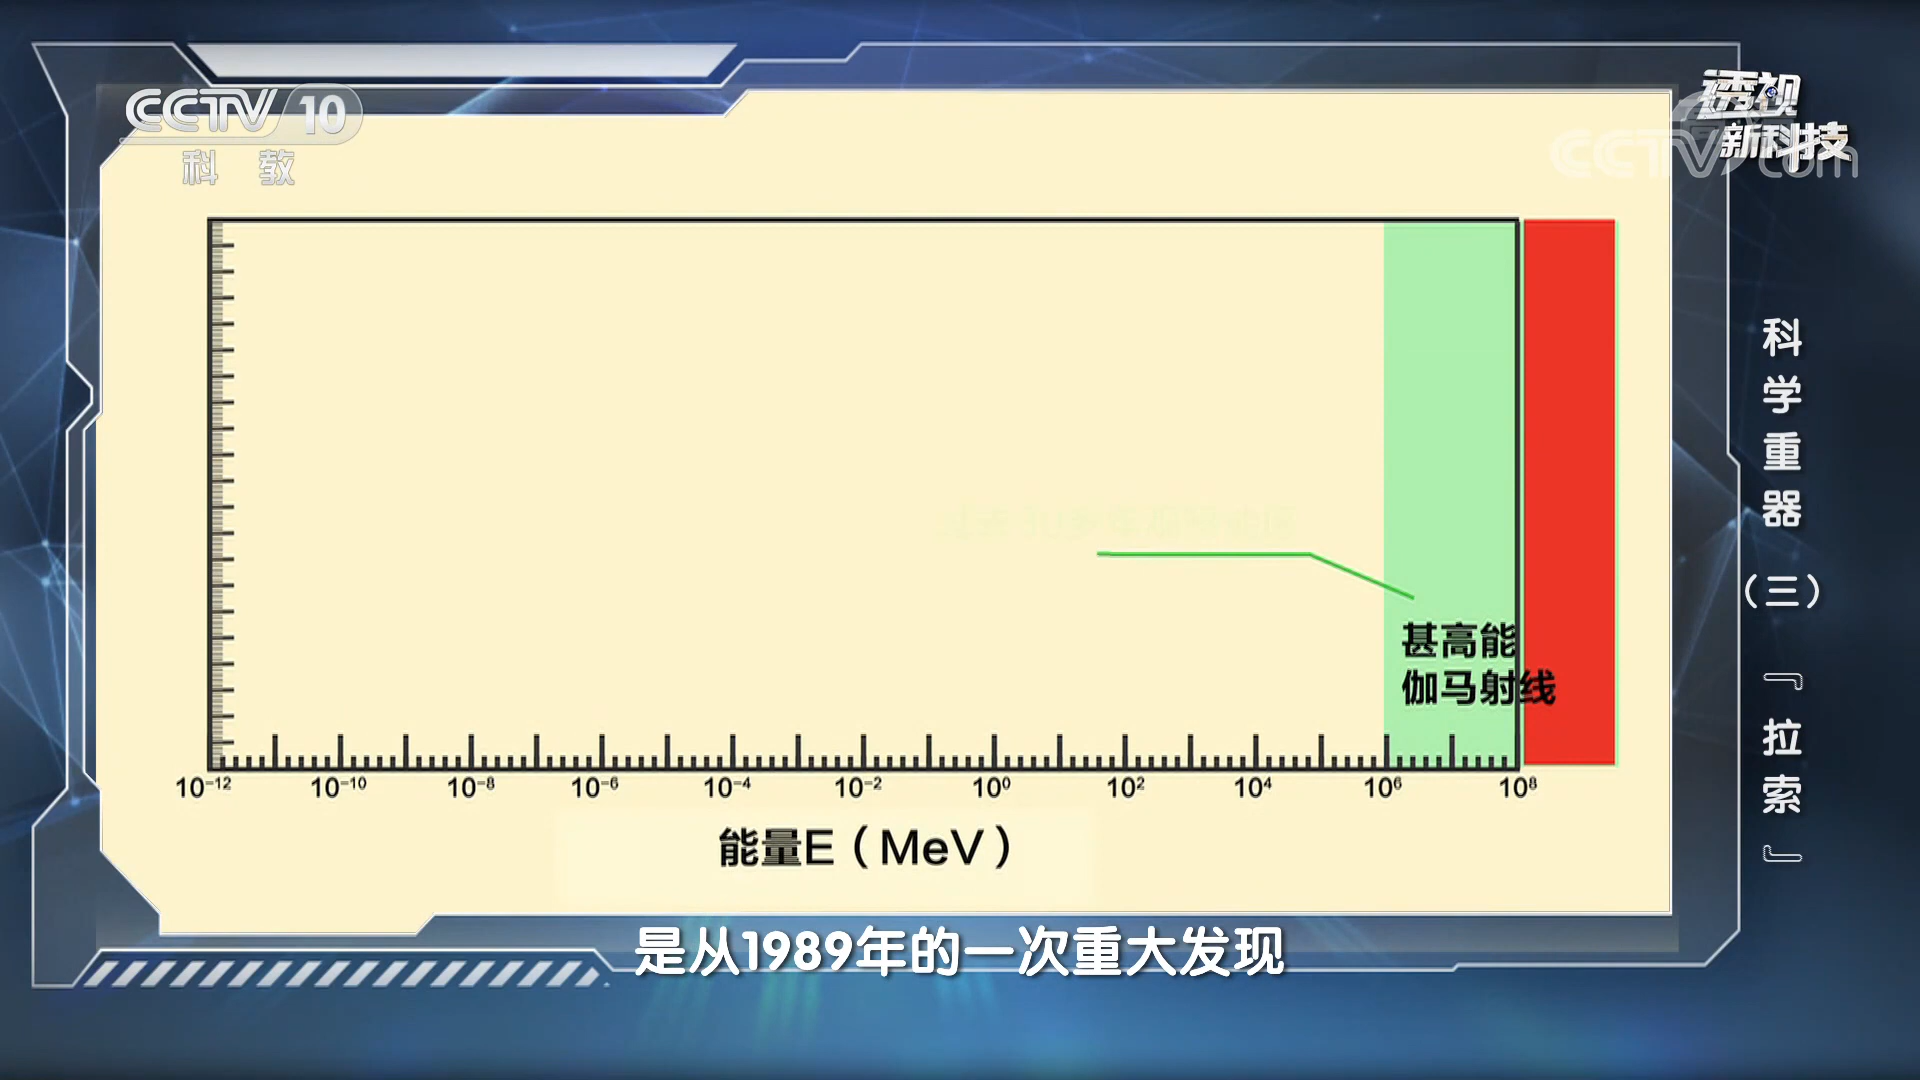 CCTV 10
科 教
透视
新科技
CCTV.com
甚高能
伽马射线
10⁻¹² 10⁻¹⁰ 10⁻⁸ 10⁻⁶ 10⁻⁴ 10⁻² 10⁰ 10² 10⁴ 10⁶ 10⁸
能量E（MeV）
科学重器（三）『拉索』
是从1989年的一次重大发现